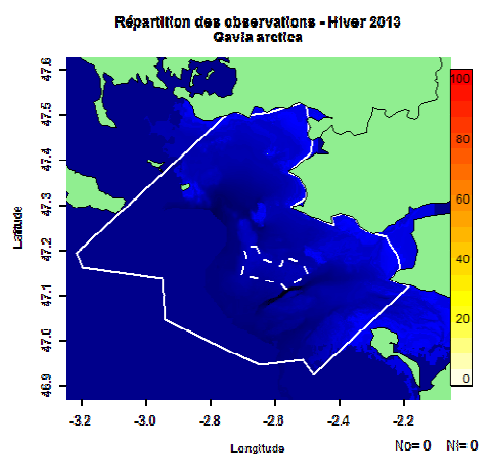 Répartition des observations - Hiver 2013
Gavia arctica
47.6
47.5
47.4
47.3
47.2
47.1
47.0
46.9
Latitude
100
80
60
40
20
0
-3.2 -3.0 -2.8 -2.6 -2.4 -2.2
Longitude
No= 0 Ni= 0